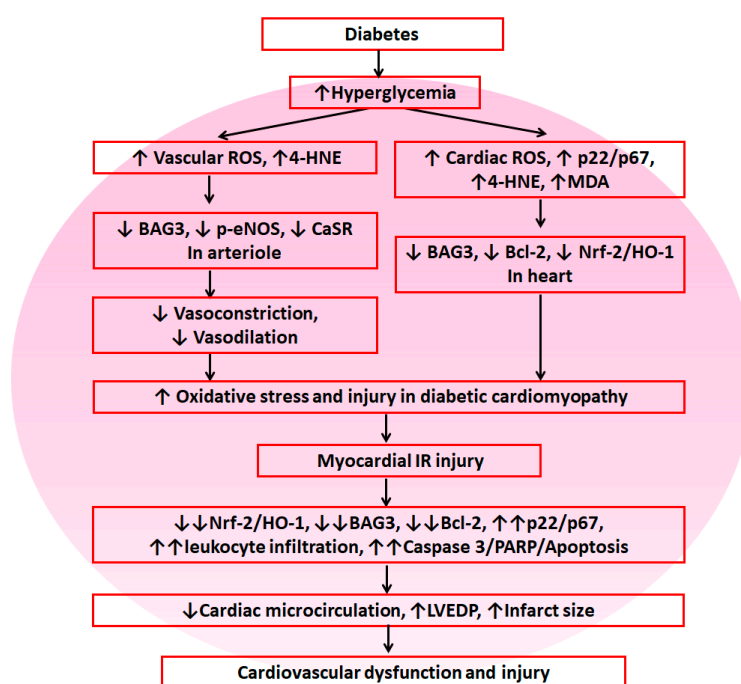 Diabetes
↑Hyperglycemia
↑ Vascular ROS, ↑4-HNE
↑ Cardiac ROS, ↑ p22/p67,
↑4-HNE, ↑MDA
↓ BAG3, ↓ p-eNOS, ↓ CaSR
In arteriole
↓ BAG3, ↓ Bcl-2, ↓ Nrf-2/HO-1
In heart
↓ Vasoconstriction,
↓ Vasodilation
↑ Oxidative stress and injury in diabetic cardiomyopathy
Myocardial IR injury
↓↓Nrf-2/HO-1, ↓↓BAG3, ↓↓Bcl-2, ↑↑p22/p67,
↑↑leukocyte infiltration, ↑↑Caspase 3/PARP/Apoptosis
↓Cardiac microcirculation, ↑LVEDP, ↑Infarct size
Cardiovascular dysfunction and injury